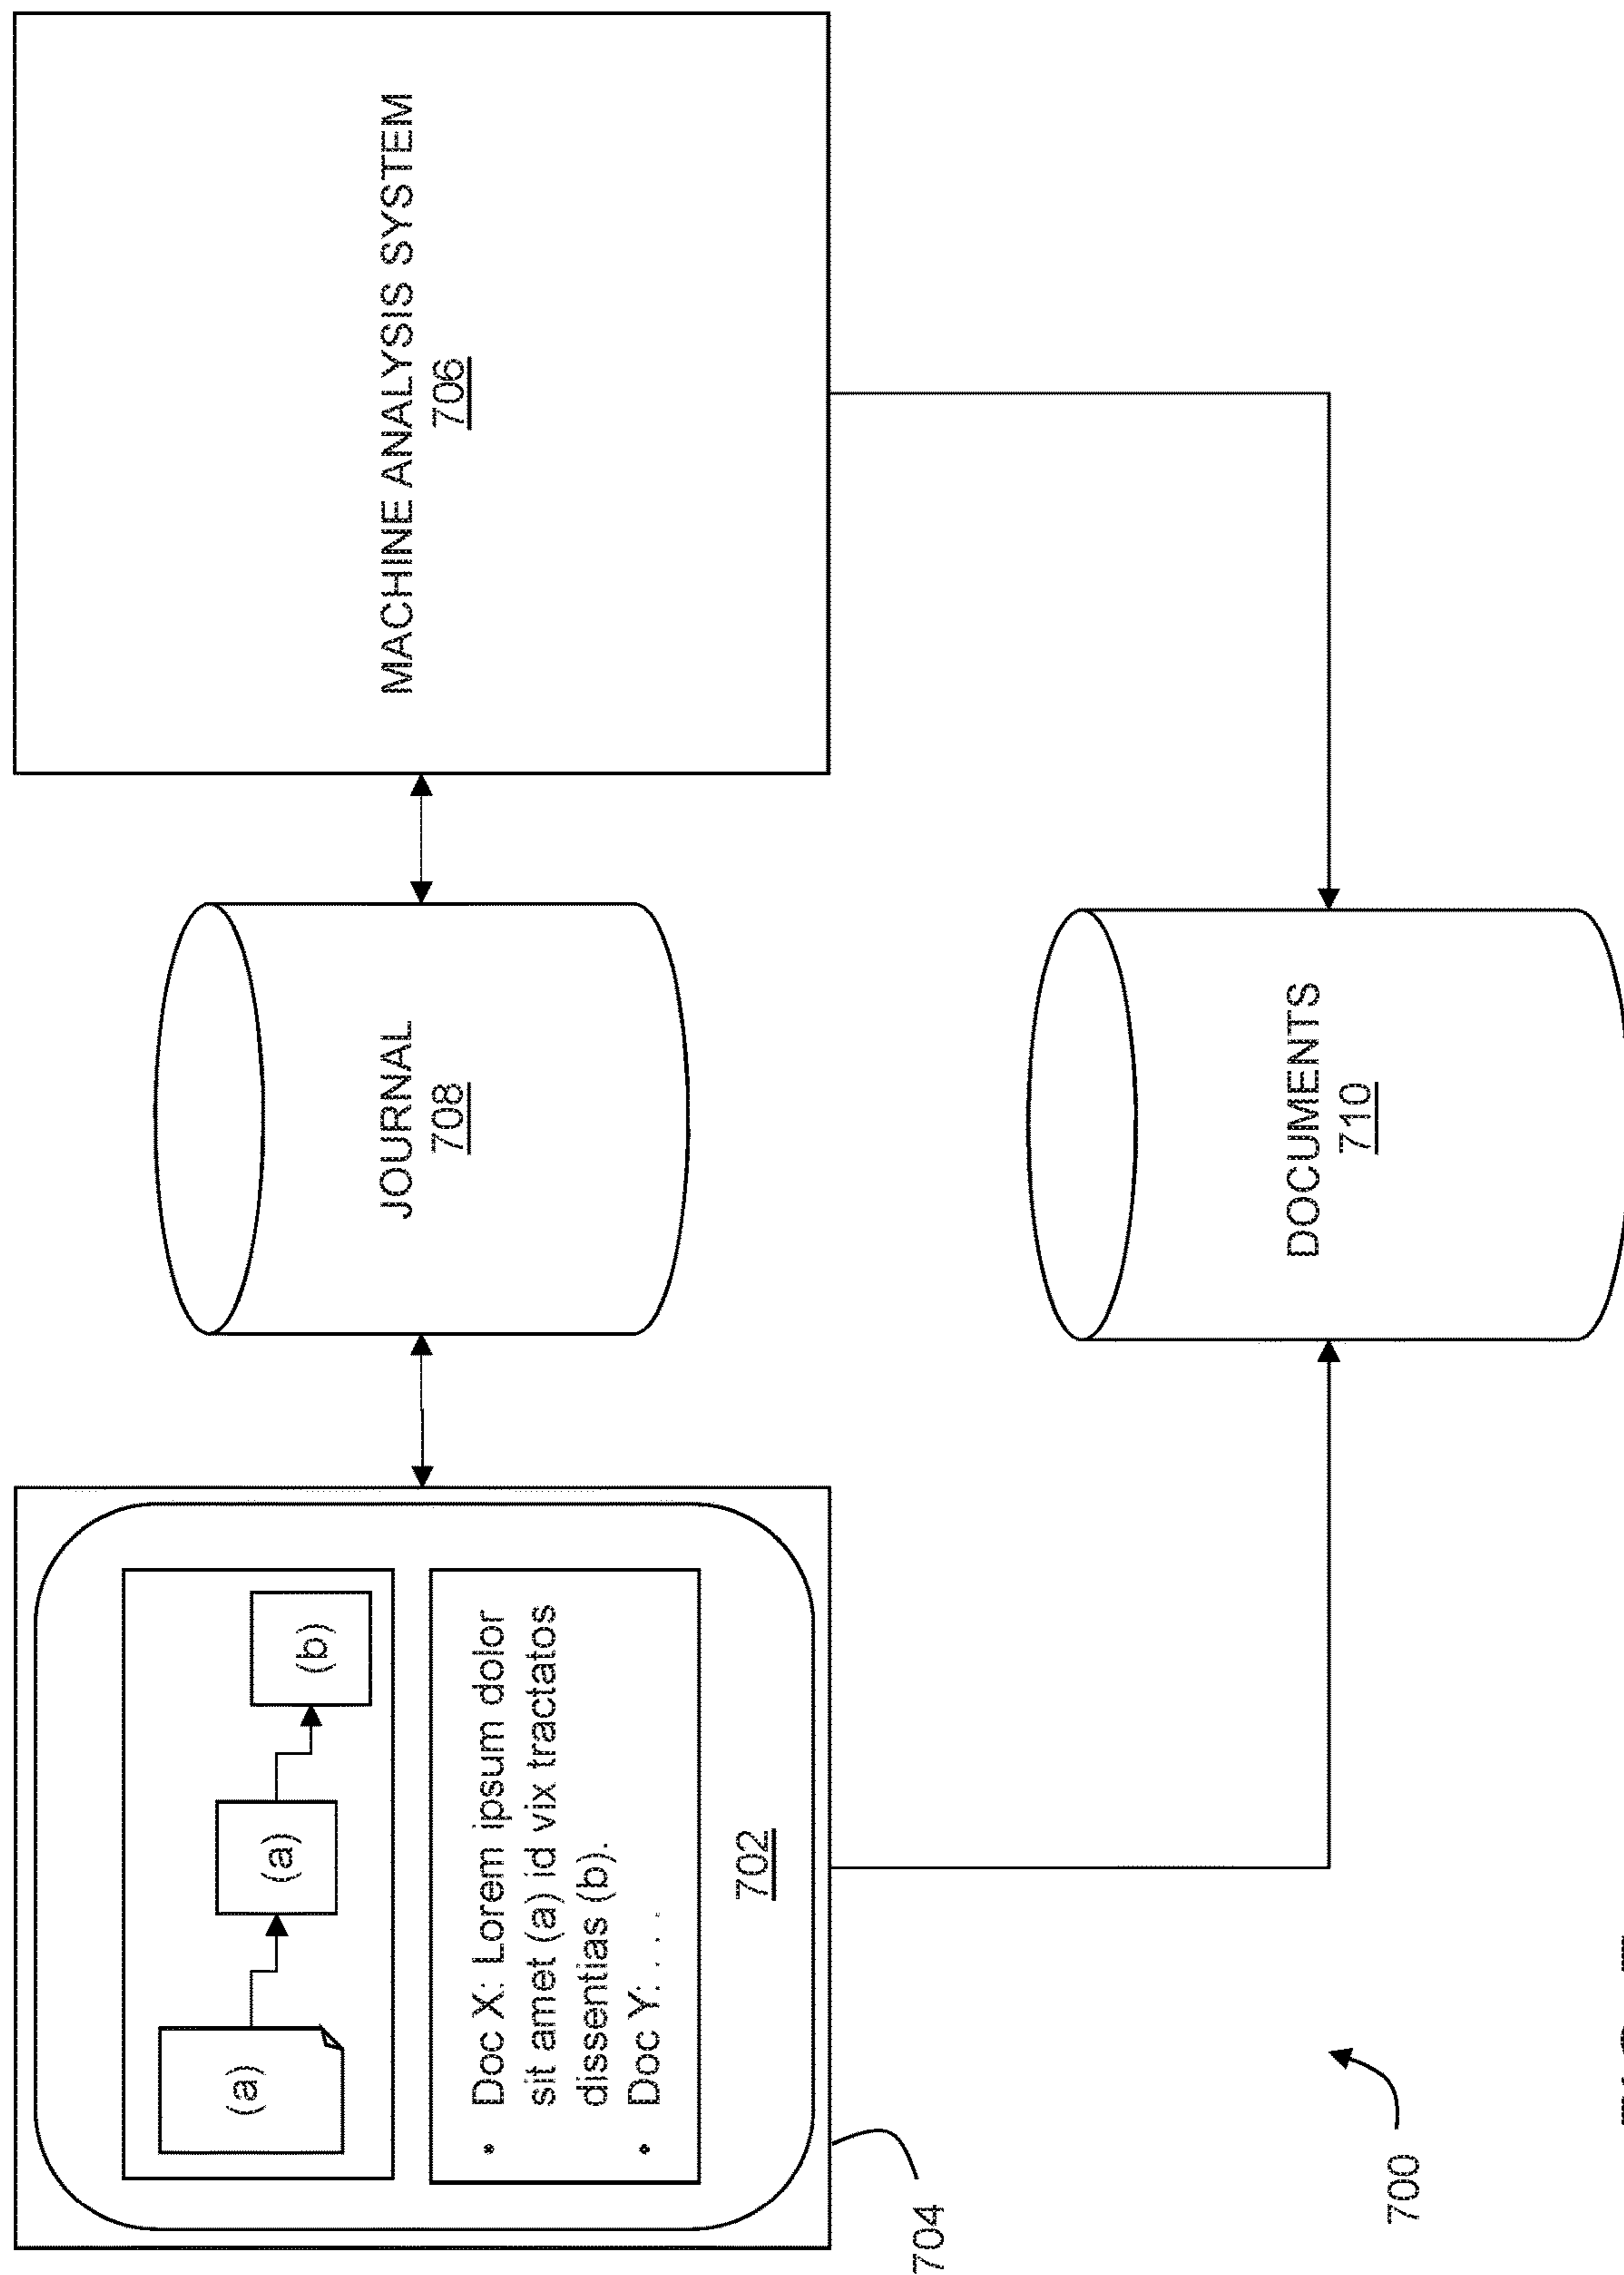 (a)
(a)
(b)
• Doc X: Lorem ipsum dolor
sit amet (a) id vix tractatos
dissentias (b).
• Doc Y: . . . .
702
704
JOURNAL
708
MACHINE ANALYSIS SYSTEM
706
DOCUMENTS
710
700